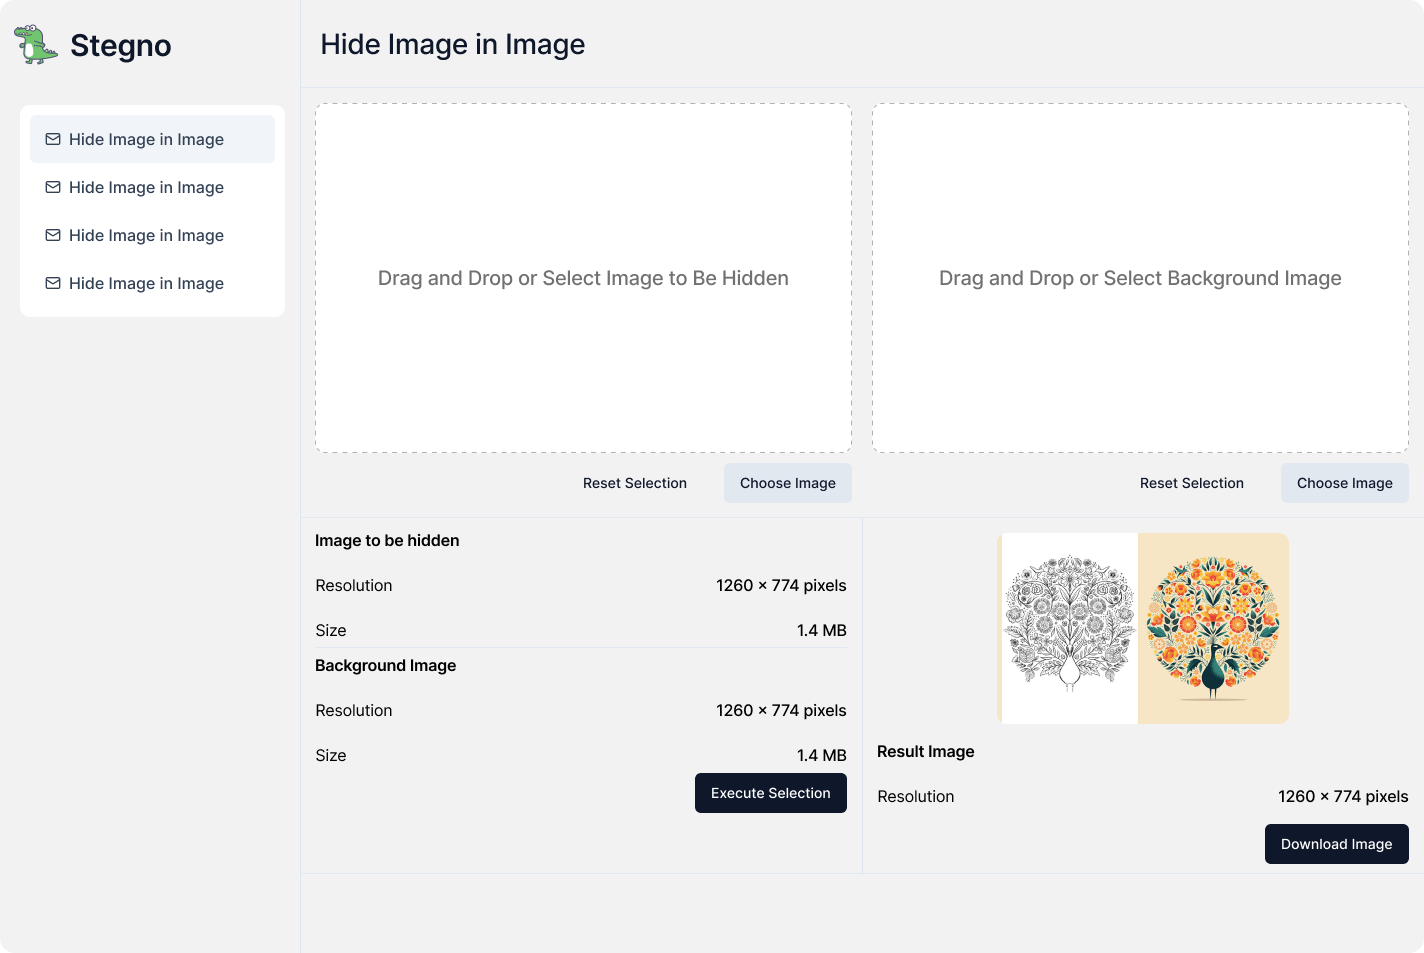 Stegno
Hide Image in Image
Hide Image in Image
Hide Image in Image
Hide Image in Image
Hide Image in Image
Drag and Drop or Select Image to Be Hidden
Reset Selection
Choose Image
Drag and Drop or Select Background Image
Reset Selection
Choose Image
Image to be hidden
Resolution 1260 × 774 pixels
Size 1.4 MB
Background Image
Resolution 1260 × 774 pixels
Size 1.4 MB
Execute Selection
Result Image
Resolution 1260 × 774 pixels
Download Image